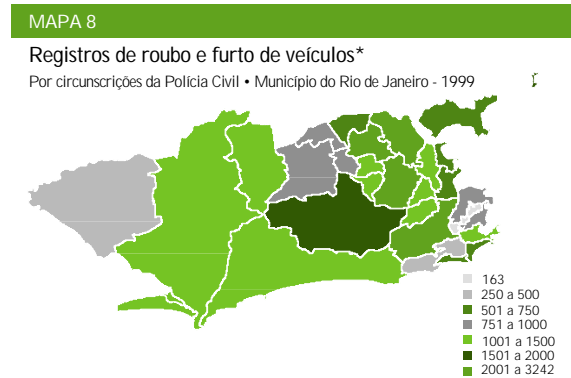 MAPA 8
Registros de roubo e furto de veículos*
Por circunscrições da Polícia Civil • Município do Rio de Janeiro - 1999
163
250 a 500
501 a 750
751 a 1000
1001 a 1500
1501 a 2000
2001 a 3242